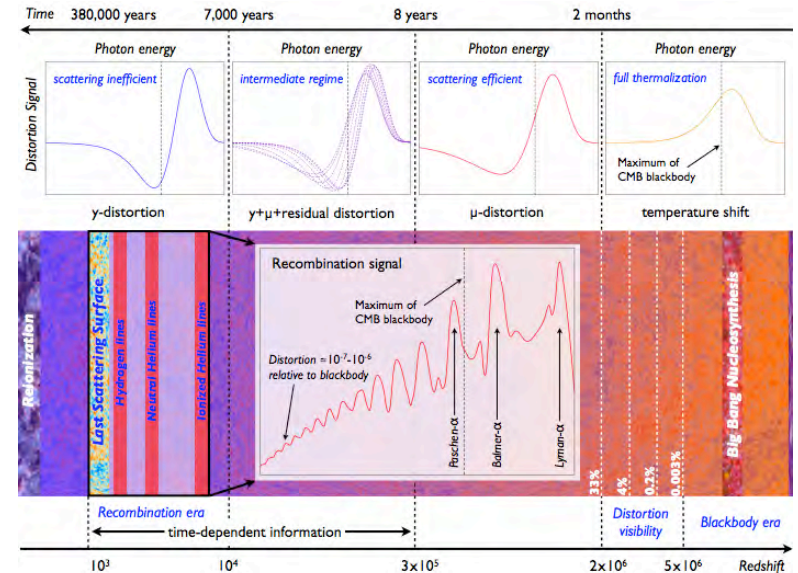 Time
380,000 years
7,000 years
8 years
2 months
Photon energy
Photon energy
Photon energy
Photon energy
Distortion Signal
scattering inefficient
intermediate regime
scattering efficient
full thermalization
Maximum of
CMB blackbody
y-distortion
y+μ+residual distortion
μ-distortion
temperature shift
Reionization
Last Scattering Surface
Hydrogen lines
Neutral Helium lines
Ionized Helium lines
Recombination signal
Maximum of
CMB blackbody
Distortion ≈ 10⁻⁷-10⁻⁶
relative to blackbody
Paschen-α
Balmer-α
Lyman-α
33%
4%
0.2%
0.003%
Big Bang Nucleosynthesis
Recombination era
time-dependent information
Distortion
visibility
Blackbody era
10³
10⁴
3x10⁵
2x10⁶
5x10⁶
Redshift